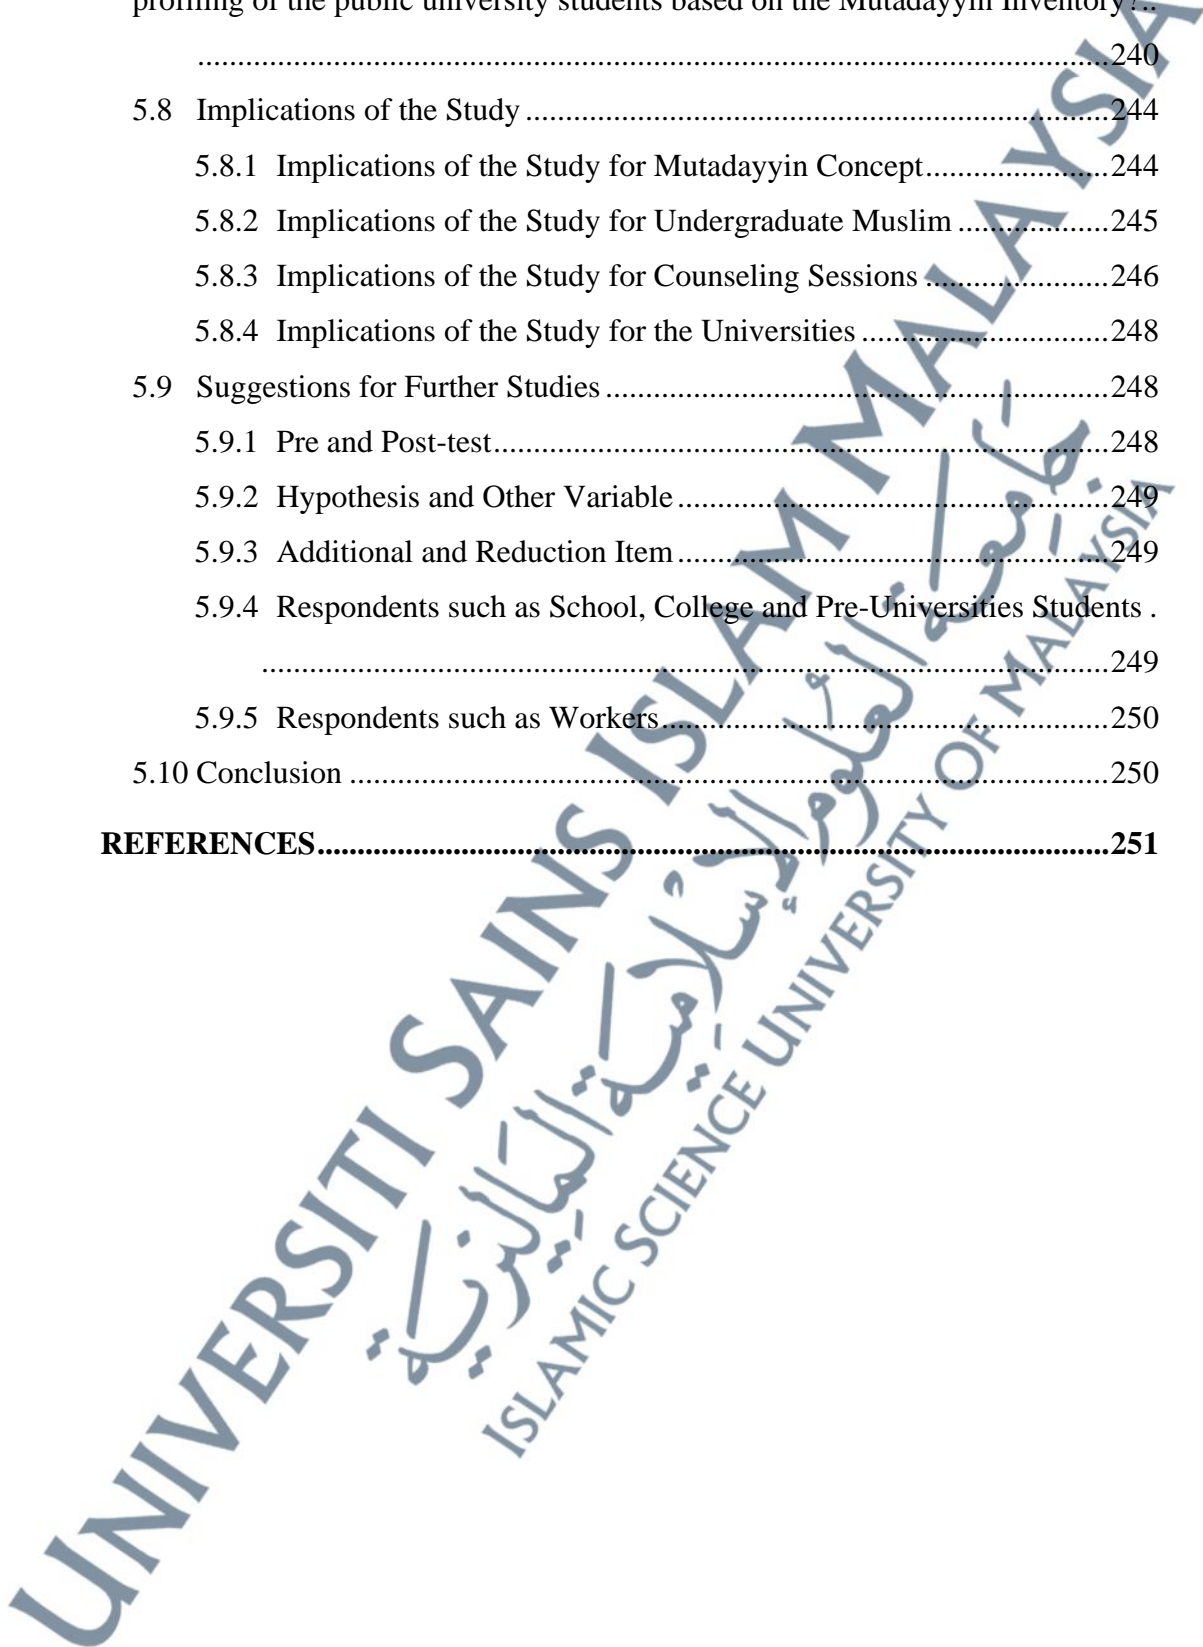 profiling of the public university students based on the Mutadayyin Inventory?..
..................................................................................................................240
5.8 Implications of the Study .........................................................................244
5.8.1 Implications of the Study for Mutadayyin Concept.......................244
5.8.2 Implications of the Study for Undergraduate Muslim ...................245
5.8.3 Implications of the Study for Counseling Sessions .......................246
5.8.4 Implications of the Study for the Universities ...............................248
5.9 Suggestions for Further Studies ...............................................................248
5.9.1 Pre and Post-test.............................................................................248
5.9.2 Hypothesis and Other Variable......................................................249
5.9.3 Additional and Reduction Item......................................................249
5.9.4 Respondents such as School, College and Pre-Universities Students .
..........................................................................................................249
5.9.5 Respondents such as Workers........................................................250
5.10 Conclusion ...............................................................................................250
REFERENCES...................................................................................................251
UNIVERSITI SAINS ISLAM MALAYSIA
جامعة العلوم الإسلامية الماليزية
ISLAMIC SCIENCE UNIVERSITY OF MALAYSIA